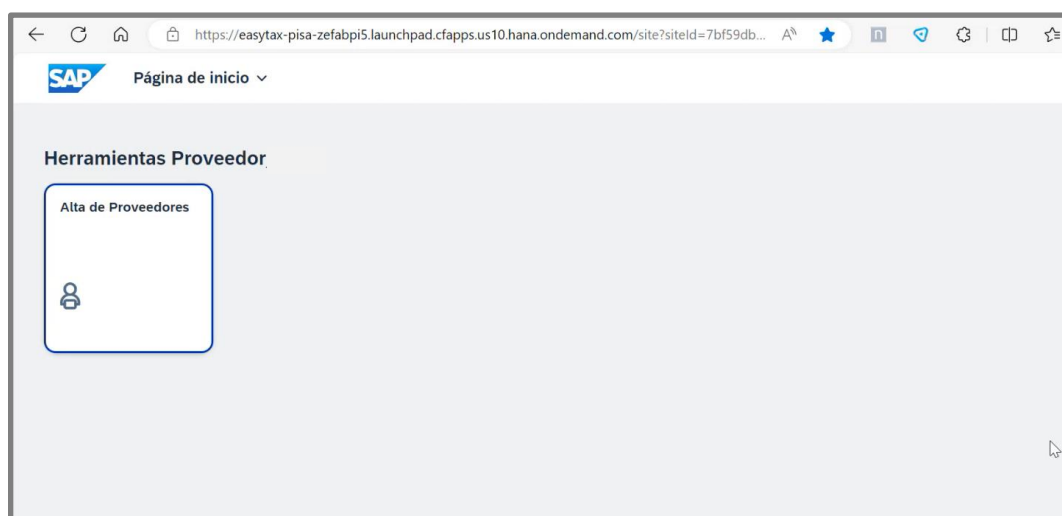 https://easytax-pisa-zefabpi5.launchpad.cfapps.us10.hana.ondemand.com/site?siteId=7bf59db...
SAP Página de inicio
Herramientas Proveedor
Alta de Proveedores